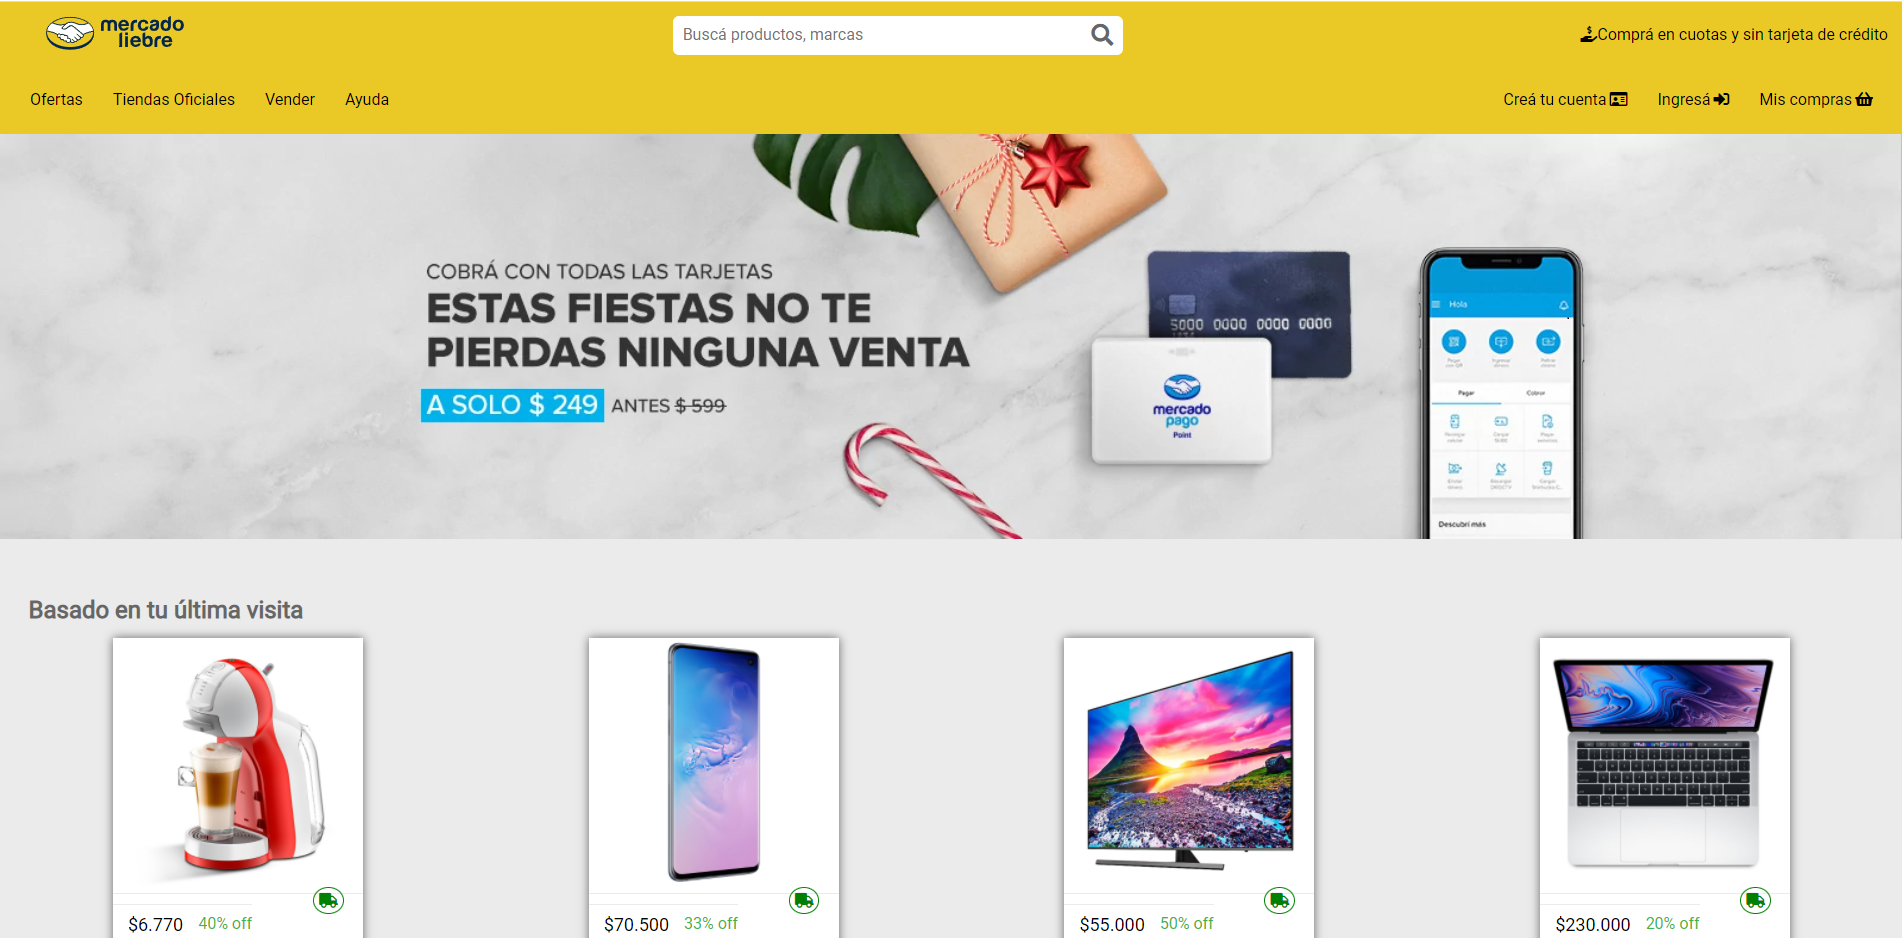 mercado
liebre
Buscá productos, marcas
Comprá en cuotas y sin tarjeta de crédito
Ofertas Tiendas Oficiales Vender Ayuda
Creá tu cuenta Ingresá Mis compras
COBRÁ CON TODAS LAS TARJETAS
ESTAS FIESTAS NO TE
PIERDAS NINGUNA VENTA
A SOLO $ 249 ANTES $ 599
5000 0000 0000 0000
mercado
pago
Point
Hola
Pagar Cobrar
Descubrí más
Basado en tu última visita
$6.770 40% off
$70.500 33% off
$55.000 50% off
$230.000 20% off